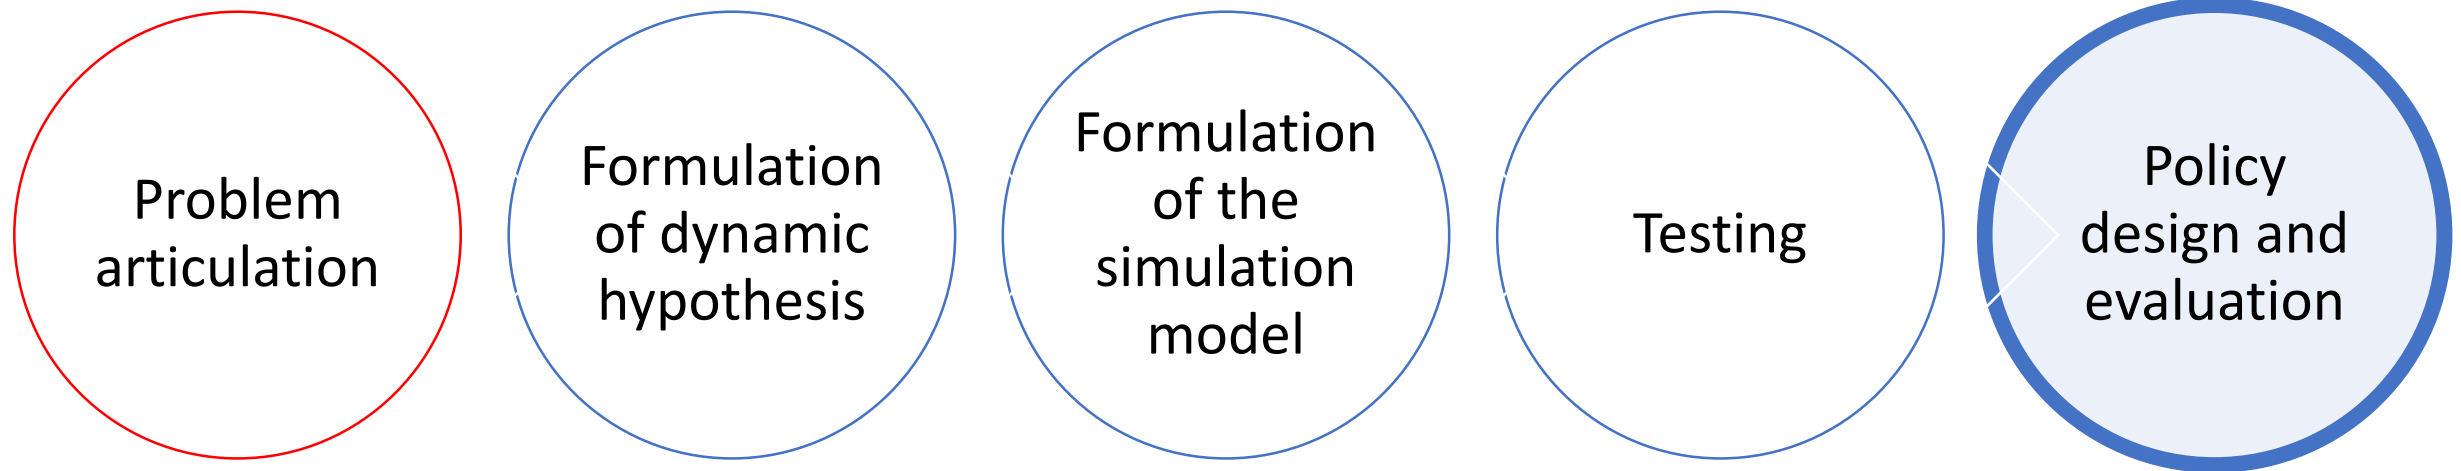 Problem
articulation
Formulation
of dynamic
hypothesis
Formulation
of the
simulation
model
Testing
Policy
design and
evaluation